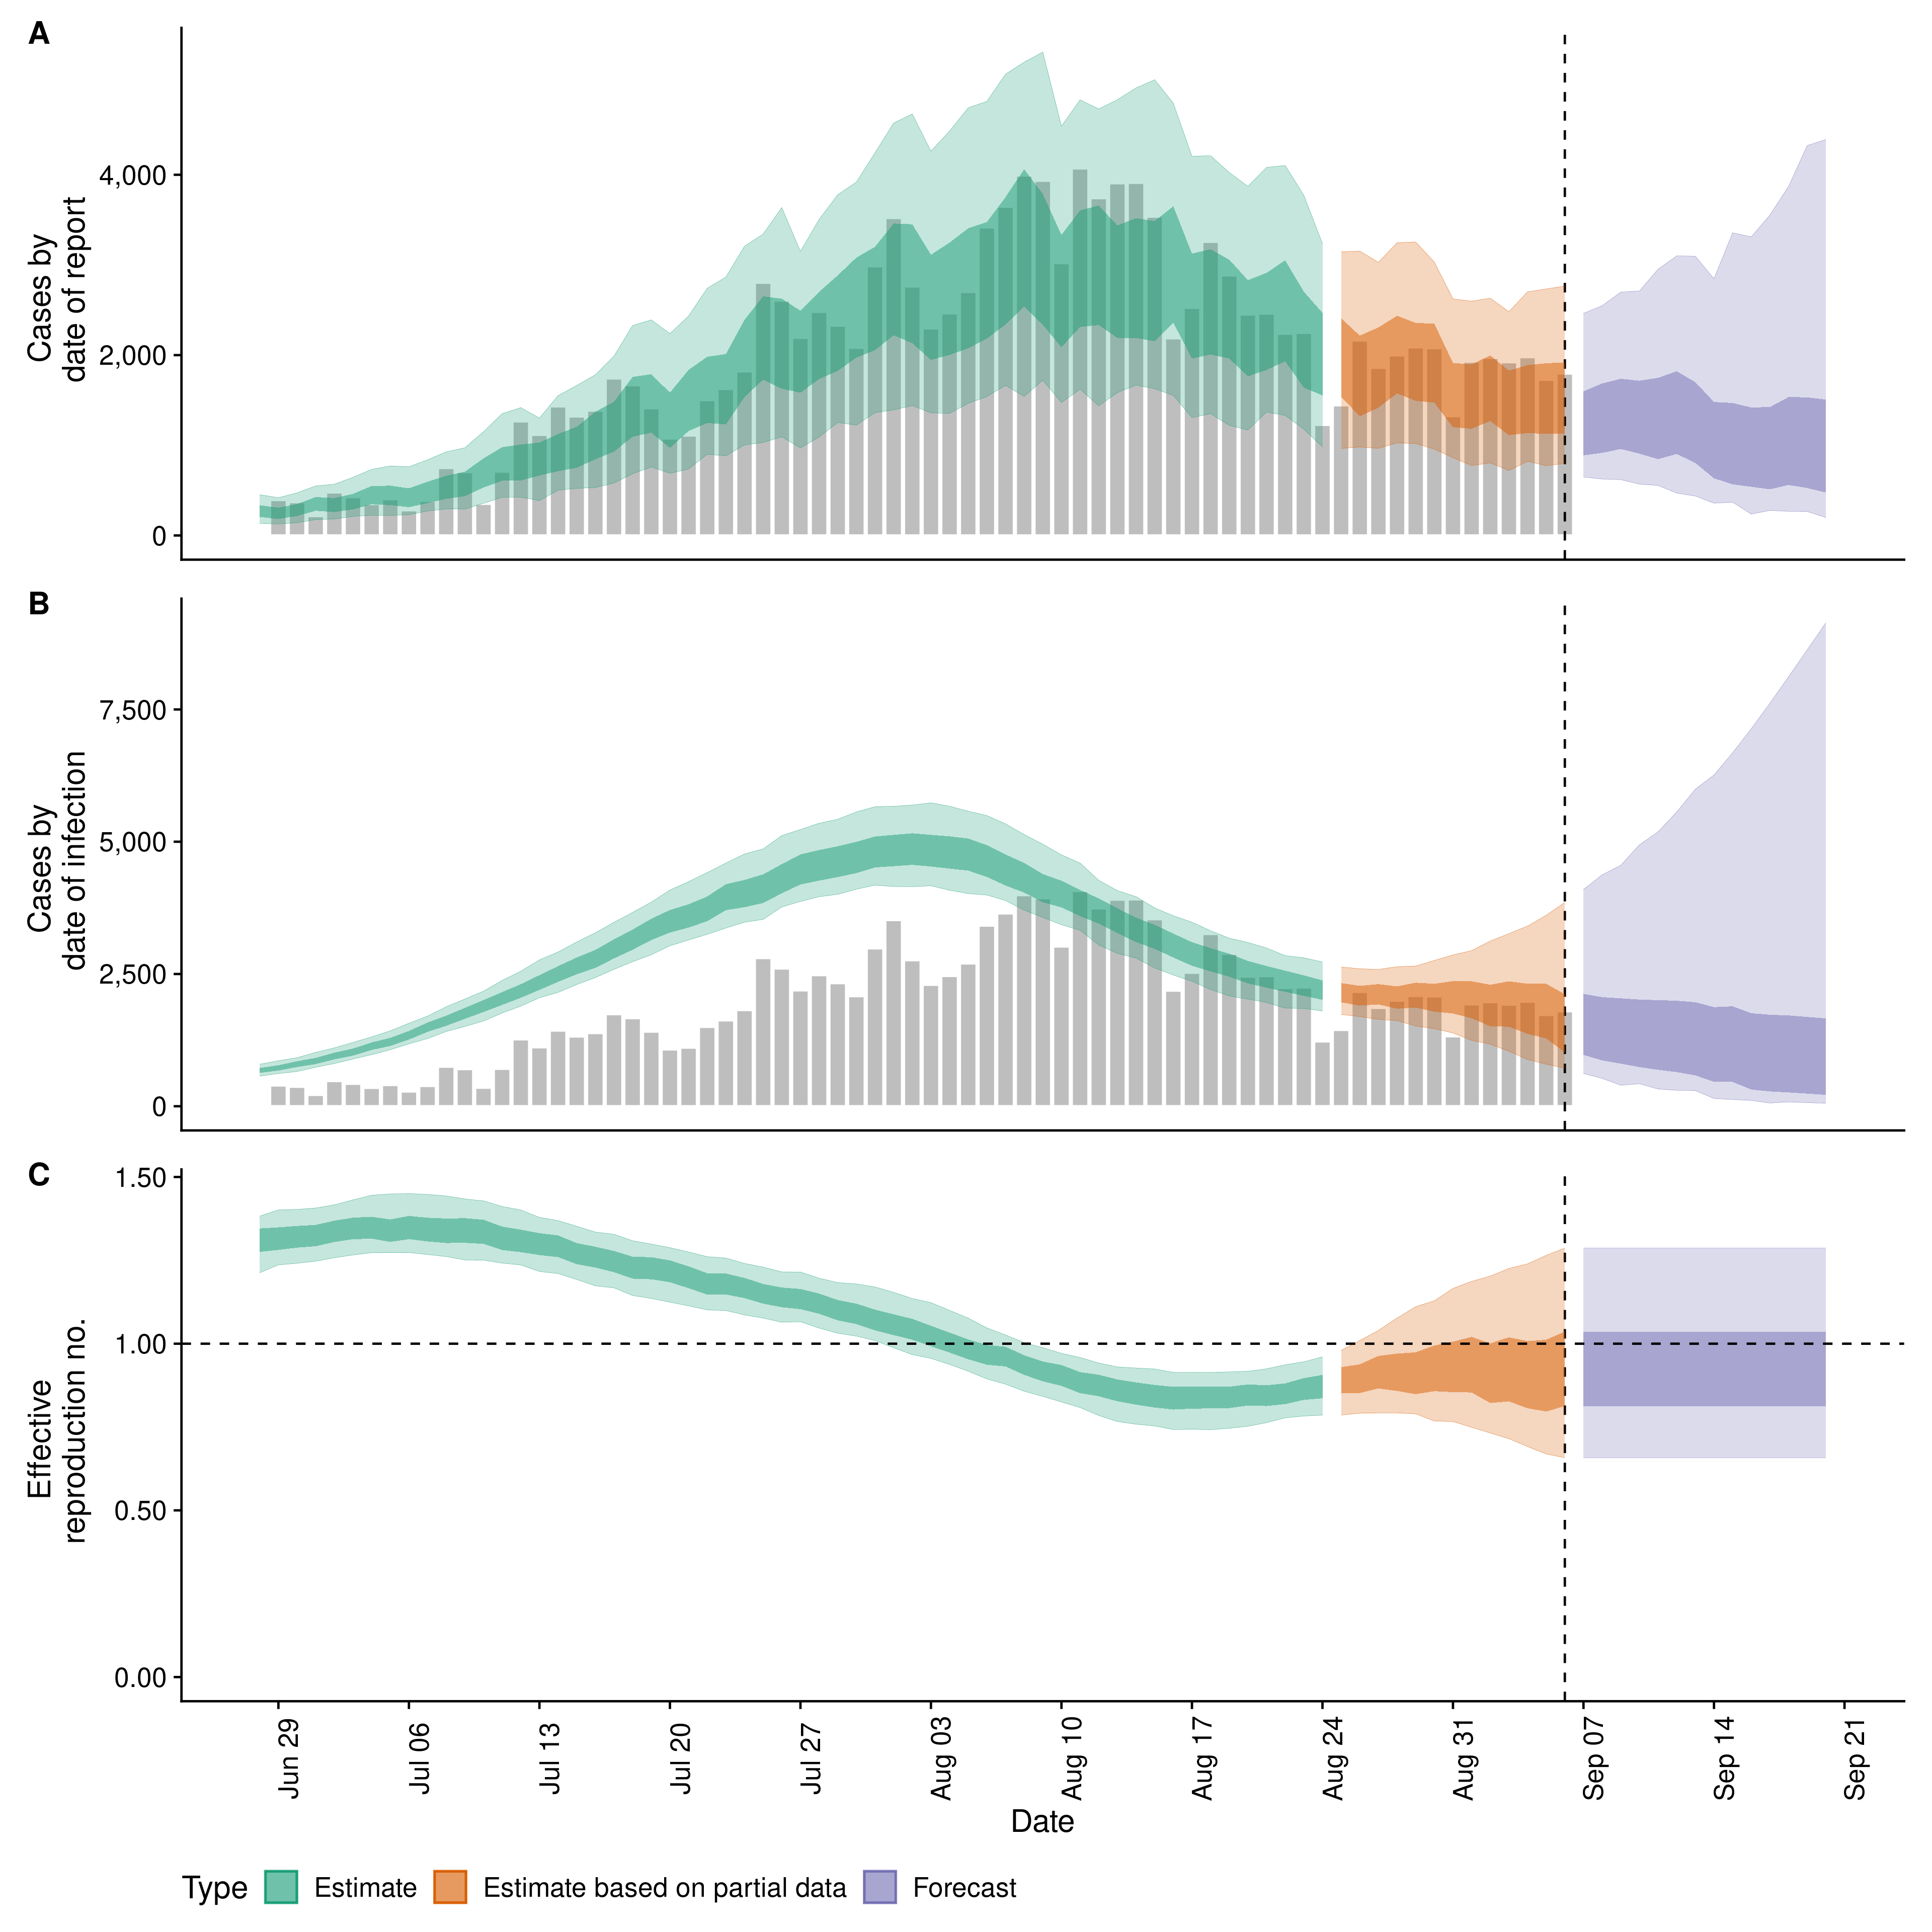 A
Cases by
date of report
4,000
2,000
0
B
Cases by
date of infection
7,500
5,000
2,500
0
C
Effective
reproduction no.
1.50
1.00
0.50
0.00
Jun 29
Jul 06
Jul 13
Jul 20
Jul 27
Aug 03
Aug 10
Aug 17
Aug 24
Aug 31
Sep 07
Sep 14
Sep 21
Date
Type Estimate Estimate based on partial data Forecast